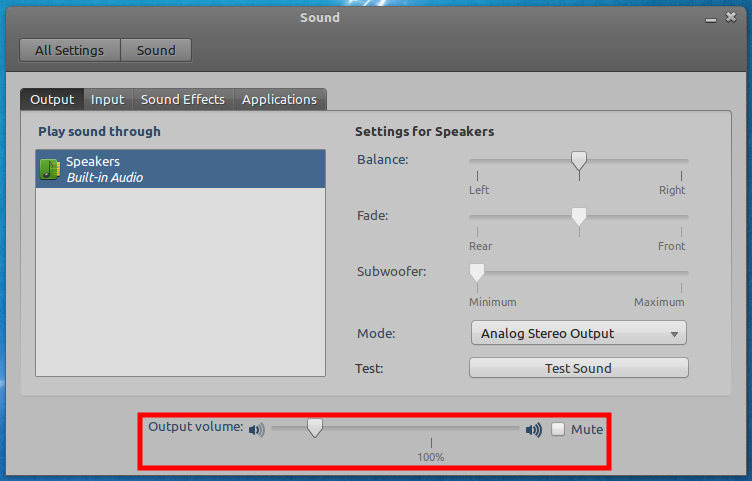 Sound
All Settings Sound
Output Input Sound Effects Applications
Play sound through
Speakers
Built-in Audio
Settings for Speakers
Balance:
Left Right
Fade:
Rear Front
Subwoofer:
Minimum Maximum
Mode: Analog Stereo Output
Test: Test Sound
Output volume: Mute
100%